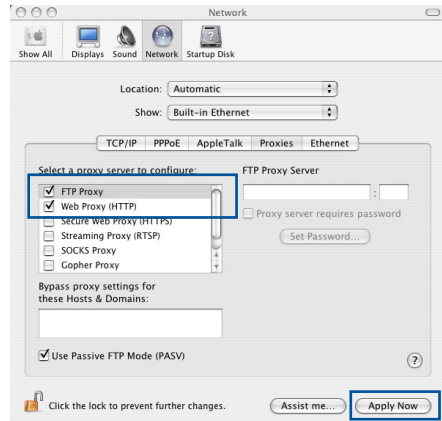 Network
Show All Displays Sound Network Startup Disk
Location: Automatic
Show: Built-in Ethernet
TCP/IP PPPoE AppleTalk Proxies Ethernet
Select a proxy server to configure: FTP Proxy Server
FTP Proxy
Web Proxy (HTTP) :
Secure Web Proxy (HTTPS) Proxy server requires password
Streaming Proxy (RTSP) Set Password...
SOCKS Proxy
Gopher Proxy
Bypass proxy settings for
these Hosts & Domains:
Use Passive FTP Mode (PASV) ?
Click the lock to prevent further changes. Assist me... Apply Now